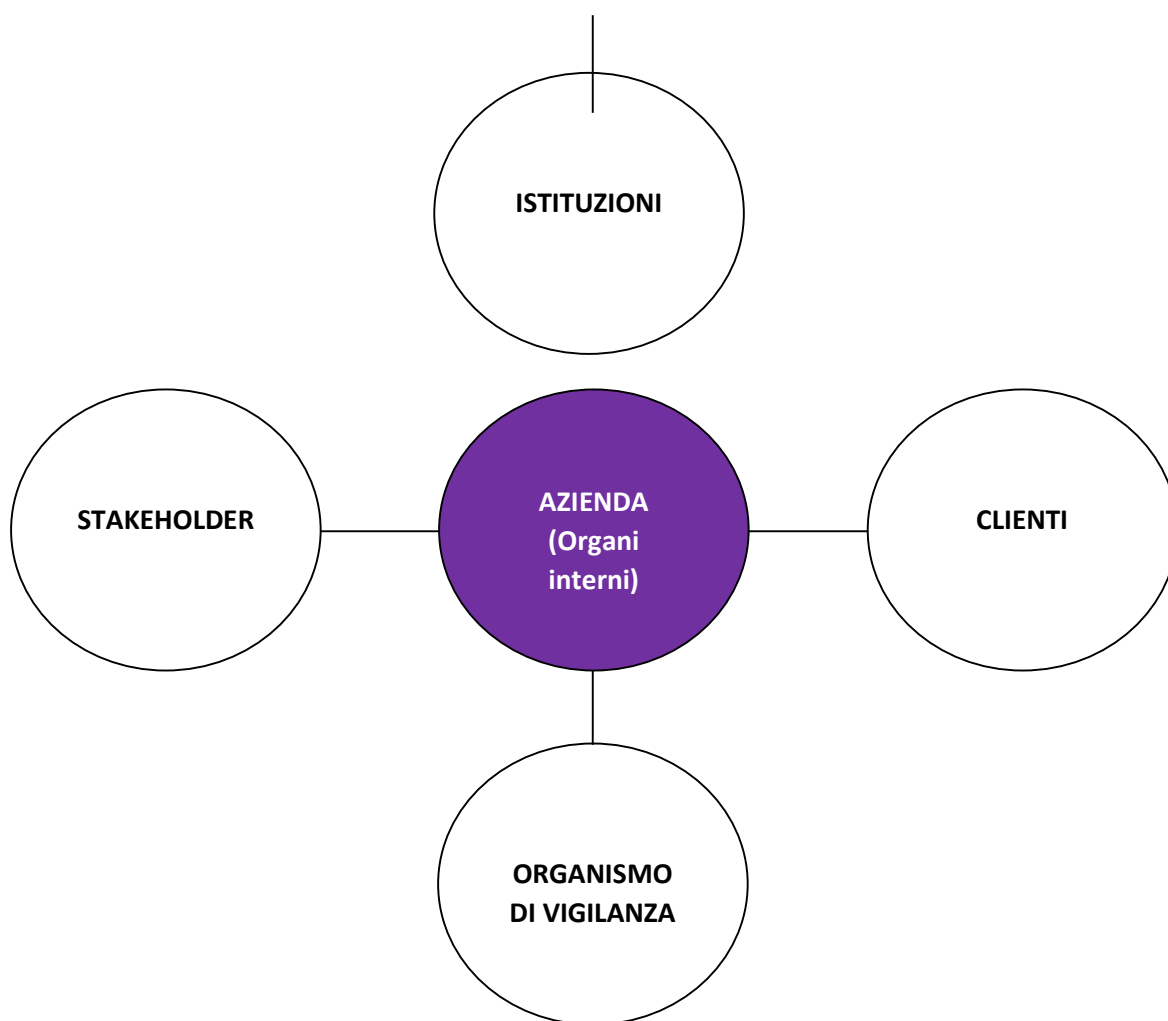 ISTITUZIONI
STAKEHOLDER
AZIENDA
(Organi
interni)
CLIENTI
ORGANISMO
DI VIGILANZA